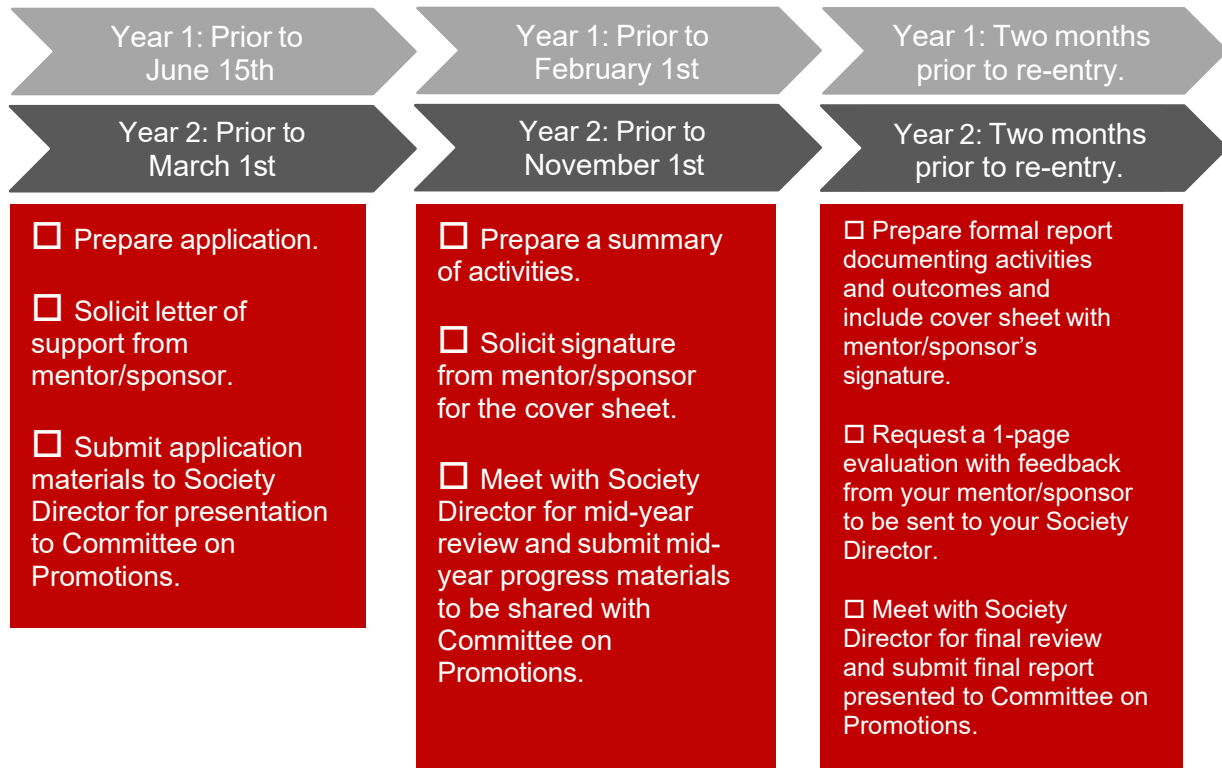 Year 1: Prior to
June 15th
Year 1: Prior to
February 1st
Year 1: Two months
prior to re-entry.
Year 2: Prior to
March 1st
Year 2: Prior to
November 1st
Year 2: Two months
prior to re-entry.
☐ Prepare application.
☐ Solicit letter of
support from
mentor/sponsor.
☐ Submit application
materials to Society
Director for presentation
to Committee on
Promotions.
☐ Prepare a summary
of activities.
☐ Solicit signature
from mentor/sponsor
for the cover sheet.
☐ Meet with Society
Director for mid-year
review and submit mid-
year progress materials
to be shared with
Committee on
Promotions.
☐ Prepare formal report
documenting activities
and outcomes and
include cover sheet with
mentor/sponsor’s
signature.
☐ Request a 1-page
evaluation with feedback
from your mentor/sponsor
to be sent to your Society
Director.
☐ Meet with Society
Director for final review
and submit final report
presented to Committee on
Promotions.